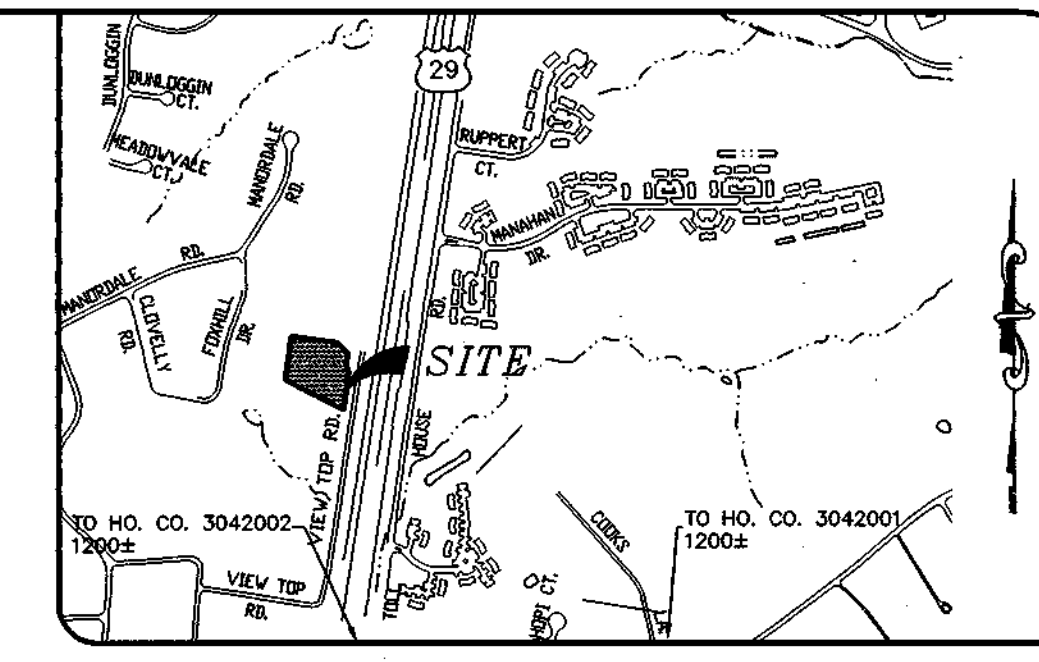 DUNLOGGIN
DUNLOGGIN
CT.
MEADOWVALE
CT.
MANORDALE
RD.
29
RUPPERT
CT.
MANAHAN
DR.
MANORDALE
RD.
CLOVELLY
RD.
FOXHILL
DR.
RD.
SITE
HOUSE
VIEW TOP RD.
TO HO. CO. 3042002
1200±
VIEW TOP
RD.
TOLL
COOKS
HOPI CT.
TO HO. CO. 3042001
1200±